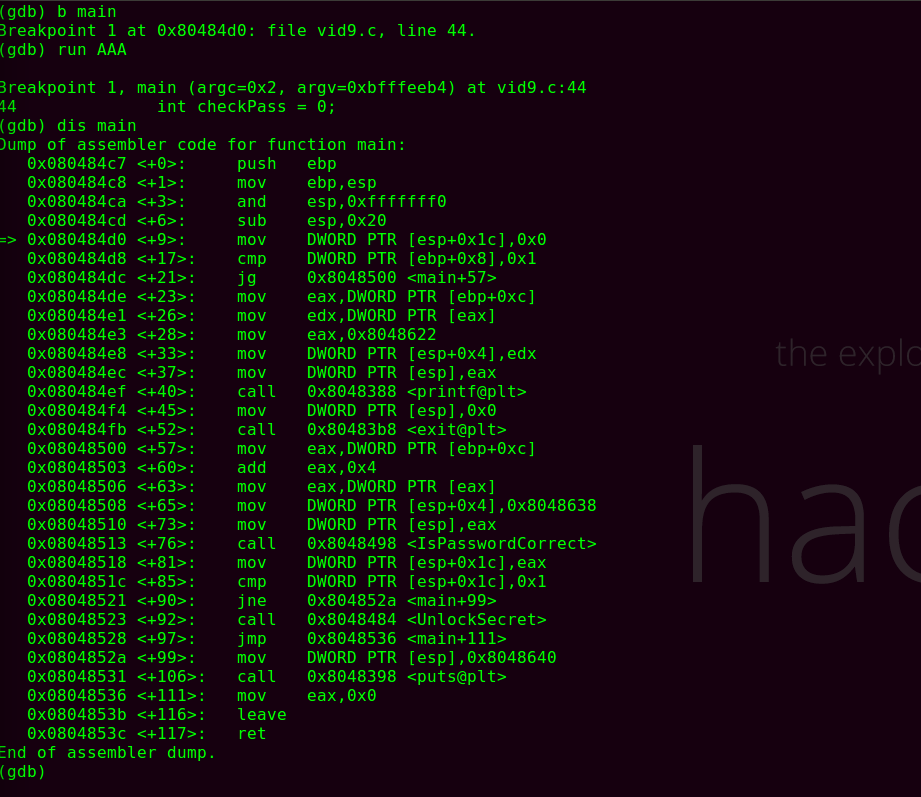 (gdb) b main
Breakpoint 1 at 0x80484d0: file vid9.c, line 44.
(gdb) run AAA
Breakpoint 1, main (argc=0x2, argv=0xbfffeeb4) at vid9.c:44
44              int checkPass = 0;
(gdb) dis main
Dump of assembler code for function main:
   0x080484c7 <+0>:     push   ebp
   0x080484c8 <+1>:     mov    ebp,esp
   0x080484ca <+3>:     and    esp,0xfffffff0
   0x080484cd <+6>:     sub    esp,0x20
=> 0x080484d0 <+9>:     mov    DWORD PTR [esp+0x1c],0x0
   0x080484d8 <+17>:    cmp    DWORD PTR [ebp+0x8],0x1
   0x080484dc <+21>:    jg     0x8048500 <main+57>
   0x080484de <+23>:    mov    eax,DWORD PTR [ebp+0xc]
   0x080484e1 <+26>:    mov    edx,DWORD PTR [eax]
   0x080484e3 <+28>:    mov    eax,0x8048622
   0x080484e8 <+33>:    mov    DWORD PTR [esp+0x4],edx
   0x080484ec <+37>:    mov    DWORD PTR [esp],eax
   0x080484ef <+40>:    call   0x8048388 <printf@plt>
   0x080484f4 <+45>:    mov    DWORD PTR [esp],0x0
   0x080484fb <+52>:    call   0x80483b8 <exit@plt>
   0x08048500 <+57>:    mov    eax,DWORD PTR [ebp+0xc]
   0x08048503 <+60>:    add    eax,0x4
   0x08048506 <+63>:    mov    eax,DWORD PTR [eax]
   0x08048508 <+65>:    mov    DWORD PTR [esp+0x4],0x8048638
   0x08048510 <+73>:    mov    DWORD PTR [esp],eax
   0x08048513 <+76>:    call   0x8048498 <IsPasswordCorrect>
   0x08048518 <+81>:    mov    DWORD PTR [esp+0x1c],eax
   0x0804851c <+85>:    cmp    DWORD PTR [esp+0x1c],0x1
   0x08048521 <+90>:    jne    0x804852a <main+99>
   0x08048523 <+92>:    call   0x8048484 <UnlockSecret>
   0x08048528 <+97>:    jmp    0x8048536 <main+111>
   0x0804852a <+99>:    mov    DWORD PTR [esp],0x8048640
   0x08048531 <+106>:   call   0x8048398 <puts@plt>
   0x08048536 <+111>:   mov    eax,0x0
   0x0804853b <+116>:   leave
   0x0804853c <+117>:   ret
End of assembler dump.
(gdb)
the explo
hac